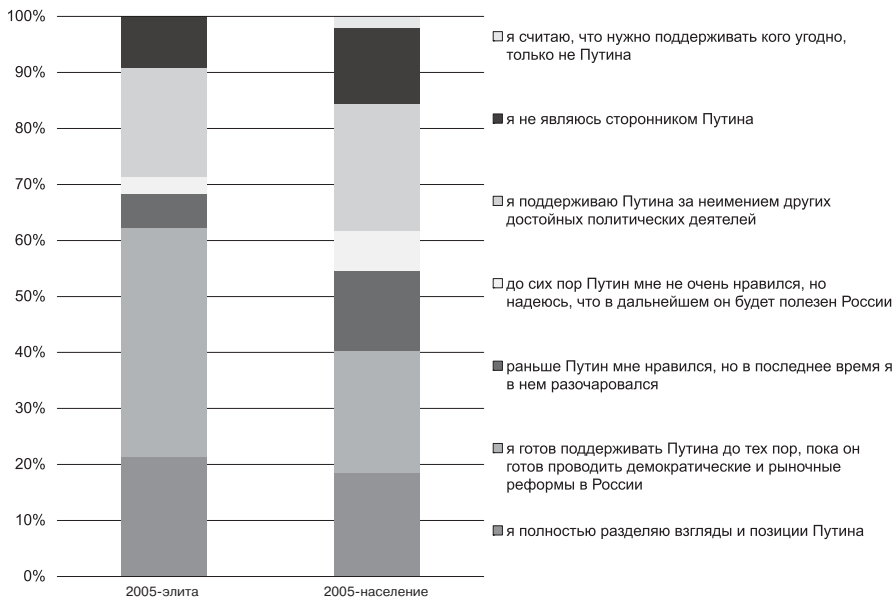 100%
90%
80%
70%
60%
50%
40%
30%
20%
10%
0%
2005-элита
2005-население
я считаю, что нужно поддерживать кого угодно,
только не Путина
я не являюсь сторонником Путина
я поддерживаю Путина за неимением других
достойных политических деятелей
до сих пор Путин мне не очень нравился, но
надеюсь, что в дальнейшем он будет полезен России
раньше Путин мне нравился, но в последнее время я
в нем разочаровался
я готов поддерживать Путина до тех пор, пока он
готов проводить демократические и рыночные
реформы в России
я полностью разделяю взгляды и позиции Путина